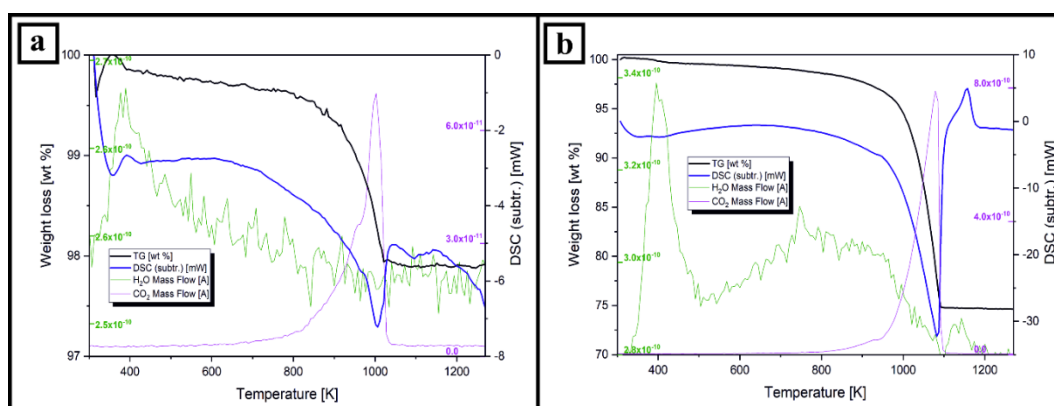 a
100
99
98
97
Weight loss [wt %]
2.7x10⁻¹⁰
2.6x10⁻¹⁰
2.5x10⁻¹⁰
6.0x10⁻¹¹
3.0x10⁻¹¹
0.0
0
-2
-4
-6
-8
DSC (subtr.) [mW]
TG [wt %]
DSC (subtr.) [mW]
H₂O Mass Flow [A]
CO₂ Mass Flow [A]
400 600 800 1000 1200
Temperature [K]
b
100
95
90
85
80
75
70
Weight loss [wt %]
3.4x10⁻¹⁰
3.2x10⁻¹⁰
3.0x10⁻¹⁰
2.8x10⁻¹⁰
8.0x10⁻¹⁰
4.0x10⁻¹⁰
0.0
10
0
-10
-20
-30
DSC (subtr.) [mW]
TG [wt %]
DSC (subtr.) [mW]
H₂O Mass Flow [A]
CO₂ Mass Flow [A]
400 600 800 1000 1200
Temperature [K]